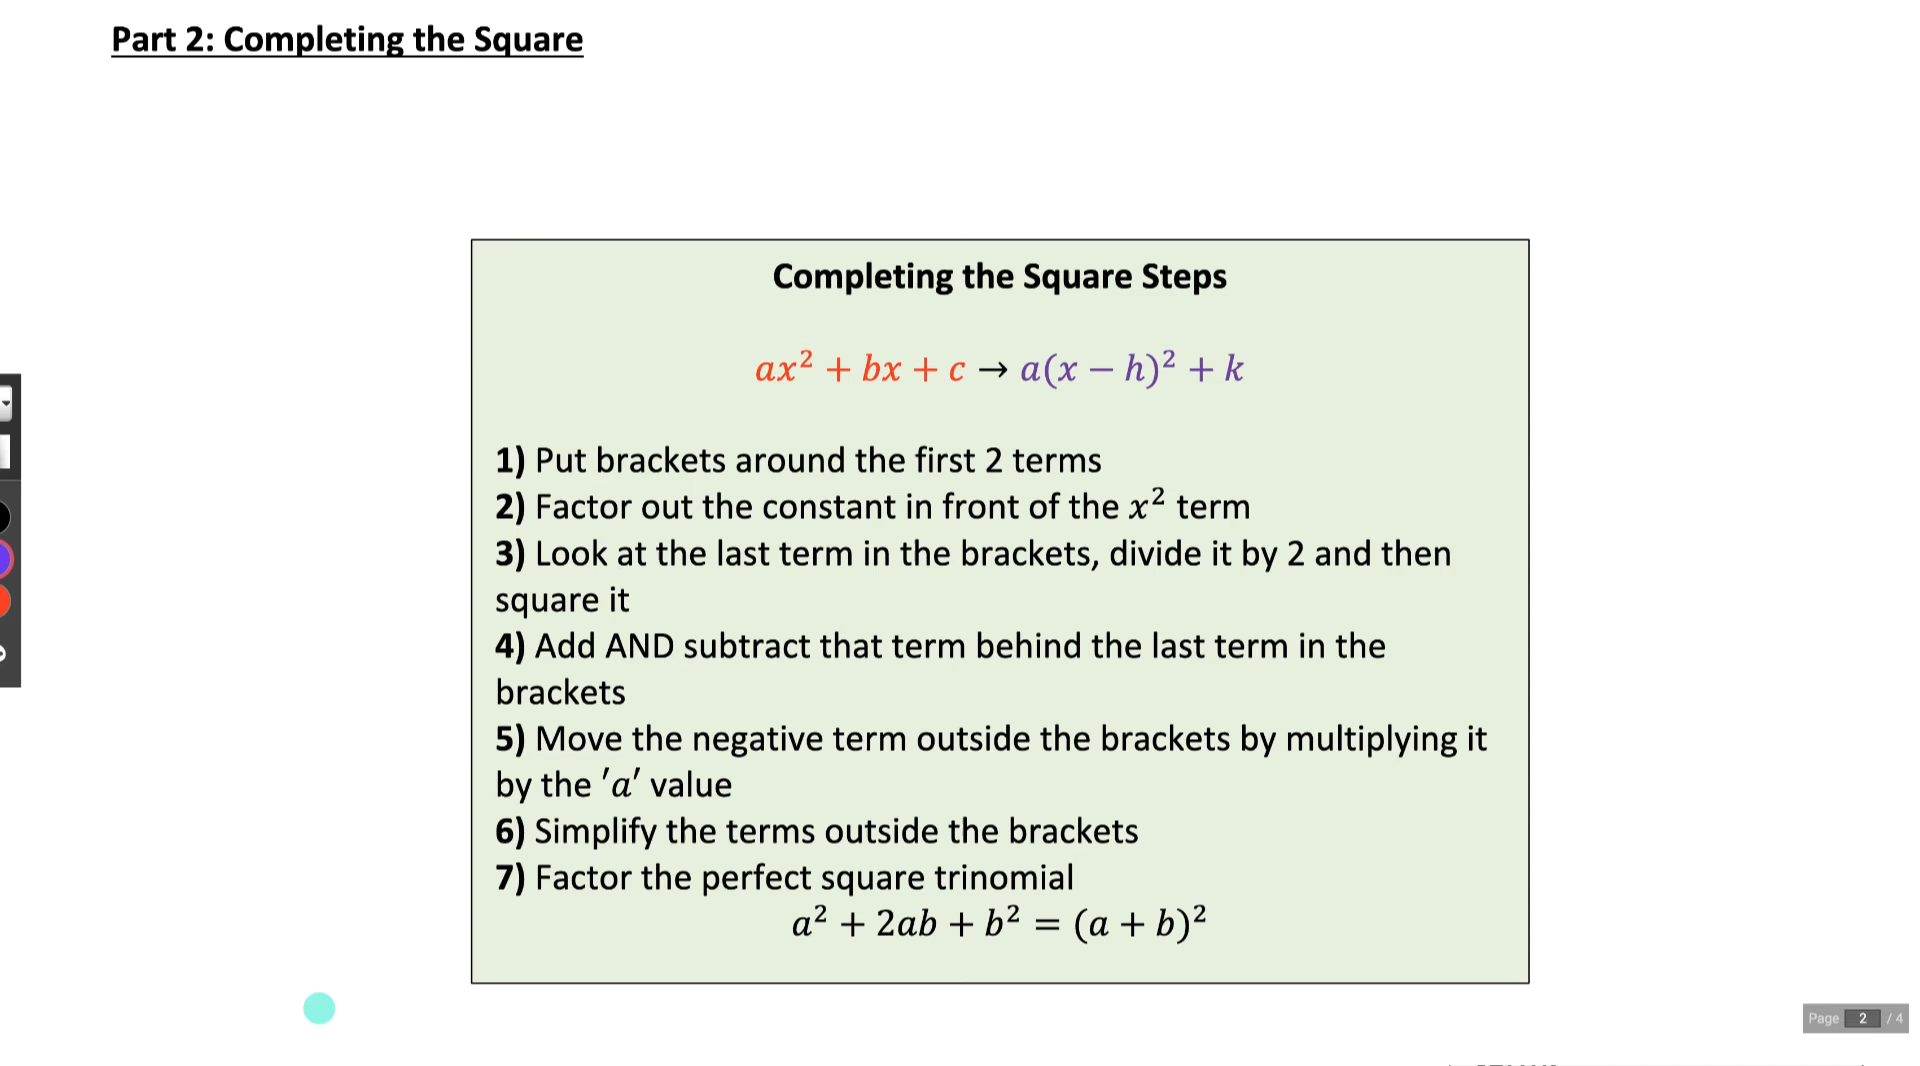 Part 2: Completing the Square
Completing the Square Steps
ax² + bx + c → a(x − h)² + k
1) Put brackets around the first 2 terms
2) Factor out the constant in front of the x² term
3) Look at the last term in the brackets, divide it by 2 and then
square it
4) Add AND subtract that term behind the last term in the
brackets
5) Move the negative term outside the brackets by multiplying it
by the ′a′ value
6) Simplify the terms outside the brackets
7) Factor the perfect square trinomial
a² + 2ab + b² = (a + b)²
Page 2 / 4